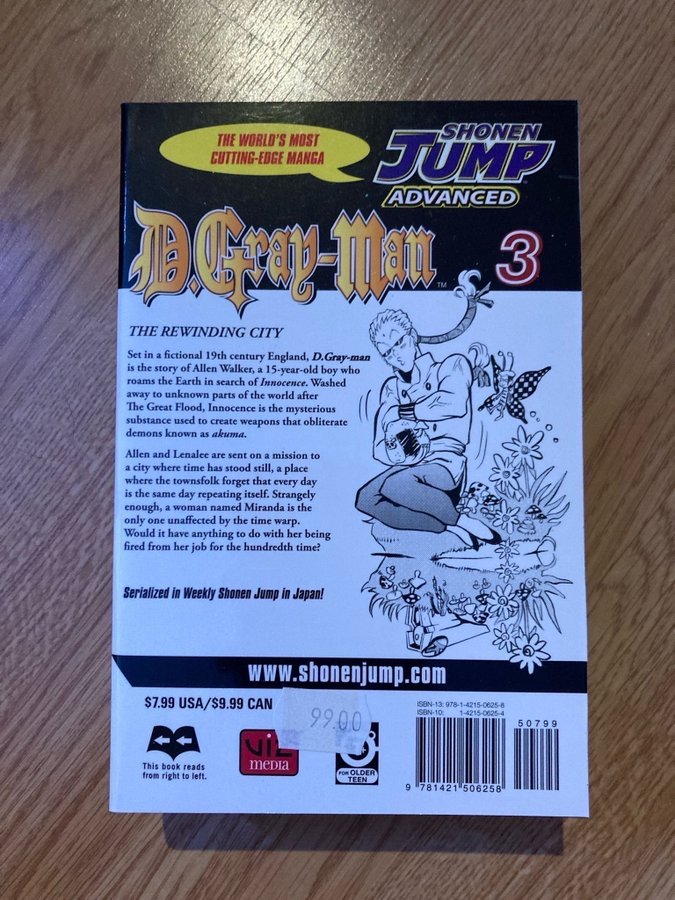 THE WORLD'S MOST
CUTTING-EDGE MANGA
SHONEN
JUMP
ADVANCED
D.Gray-Man™
3
THE REWINDING CITY
Set in a fictional 19th century England, D.Gray-man
is the story of Allen Walker, a 15-year-old boy who
roams the Earth in search of Innocence. Washed
away to unknown parts of the world after
The Great Flood, Innocence is the mysterious
substance used to create weapons that obliterate
demons known as akuma.
Allen and Lenalee are sent on a mission to
a city where time has stood still, a place
where the townsfolk forget that every day
is the same day repeating itself. Strangely
enough, a woman named Miranda is the
only one unaffected by the time warp.
Would it have anything to do with her being
fired from her job for the hundredth time?
Serialized in Weekly Shonen Jump in Japan!
www.shonenjump.com
$7.99 USA/$9.99 CAN
99.00
This book reads
from right to left.
VIZ
MEDIA
FOR OLDER
TEEN
ISBN-13: 978-1-4215-0625-8
ISBN-10: 1-4215-0625-4
50799
9 781421 506258